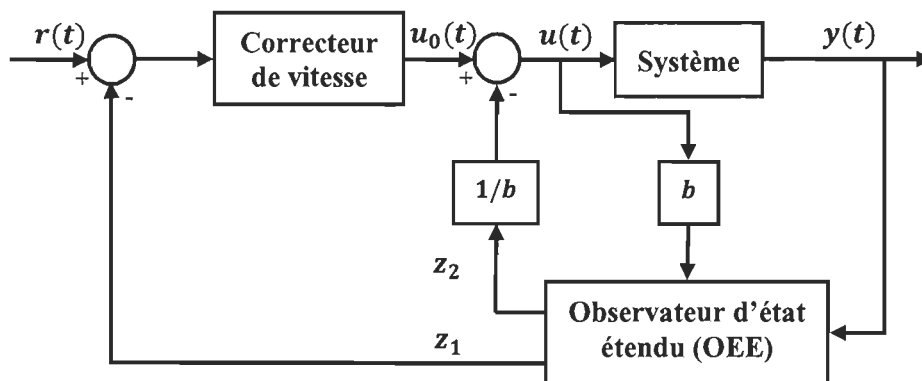 r(t)
+
-
Correcteur
de vitesse
u₀(t)
+
-
u(t)
Système
y(t)
1/b
b
z₂
z₁
Observateur d'état
étendu (OEE)